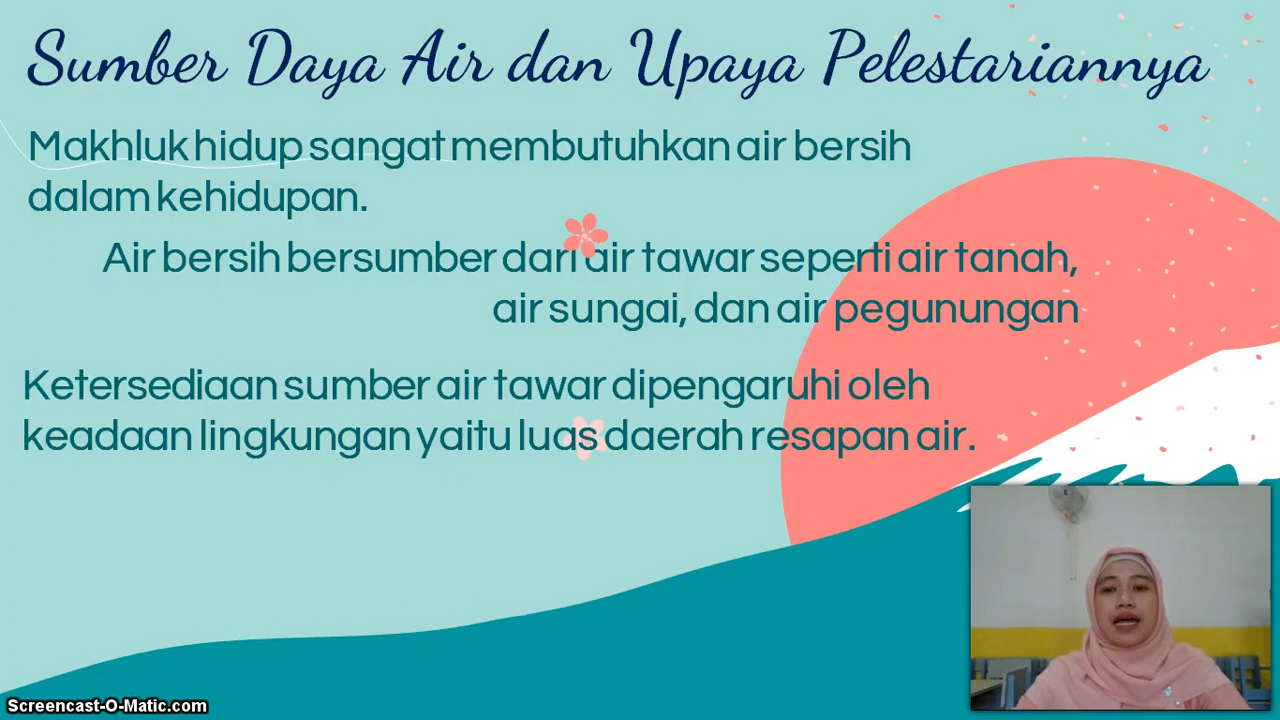 Sumber Daya Air dan Upaya Pelestariannya
Makhluk hidup sangat membutuhkan air bersih
dalam kehidupan.
Air bersih bersumber dari air tawar seperti air tanah,
air sungai, dan air pegunungan
Ketersediaan sumber air tawar dipengaruhi oleh
keadaan lingkungan yaitu luas daerah resapan air.
Screencast-O-Matic.com